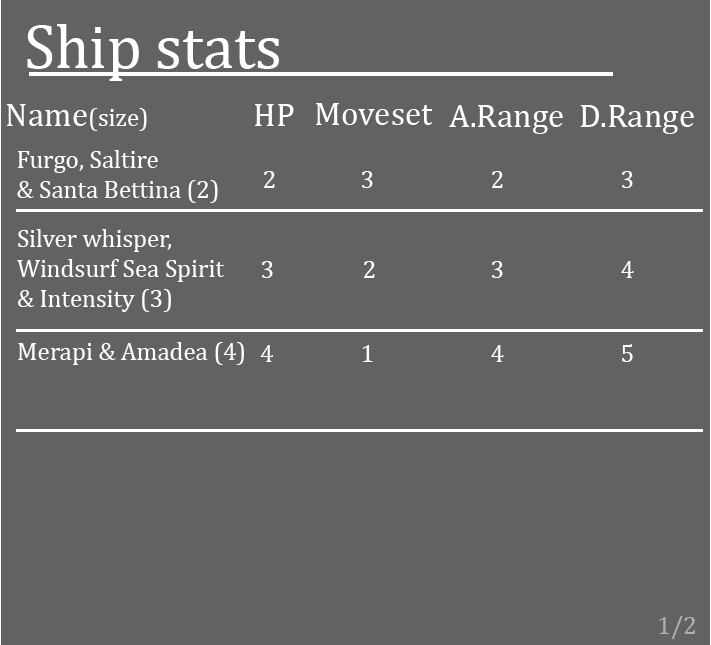 Ship stats
Name(size) HP Moveset A.Range D.Range
Furgo, Saltire
& Santa Bettina (2) 2 3 2 3
Silver whisper,
Windsurf Sea Spirit 3 2 3 4
& Intensity (3)
Merapi & Amadea (4) 4 1 4 5
1/2